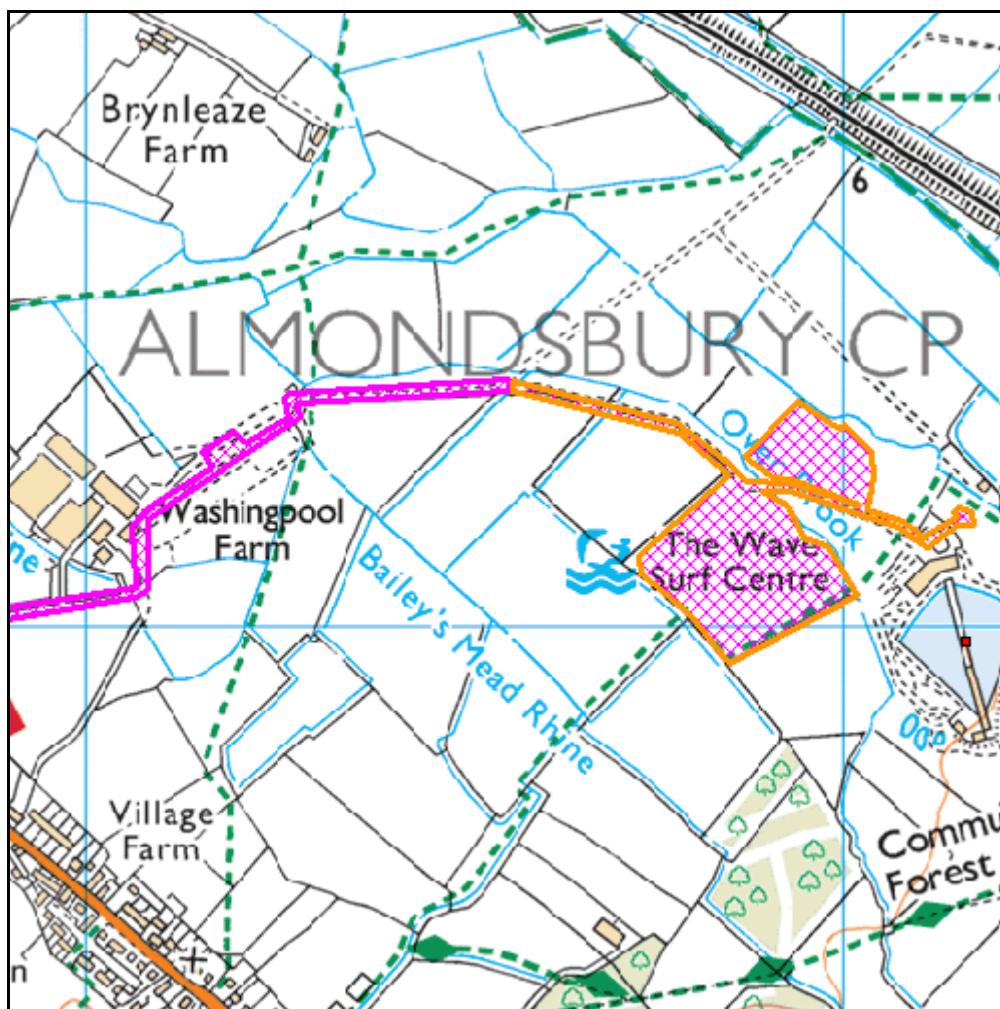 Brynleaze
Farm
6
ALMONDSBURY CP
Washingpool
Farm
The Wave
Surf Centre
Bailey's Mead Rhine
Village
Farm
Forest
n